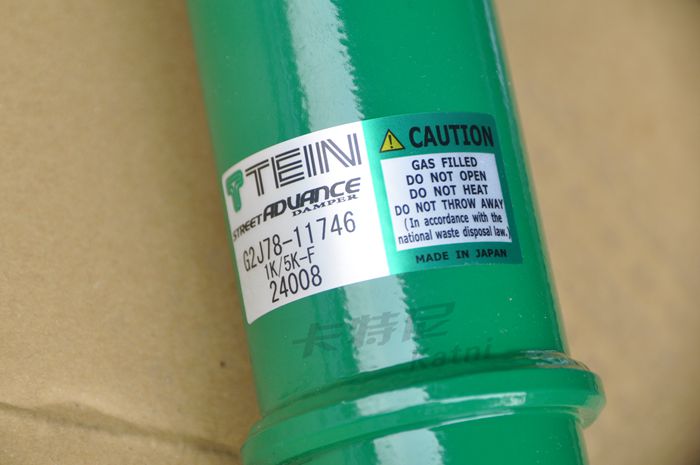 TEIN
STREET ADVANCE
DAMPER
G2J78-11746
1K/5K-F
24008
CAUTION
GAS FILLED
DO NOT OPEN
DO NOT HEAT
DO NOT THROW AWAY
(In accordance with the
national waste disposal law.)
MADE IN JAPAN
卡特尼
Katni